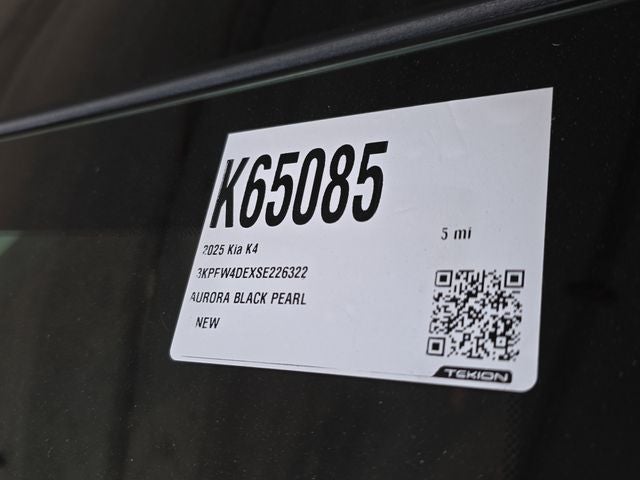 K65085
5 mi
2025 Kia K4
3KPFW4DEXSE226322
AURORA BLACK PEARL
NEW
TEKION